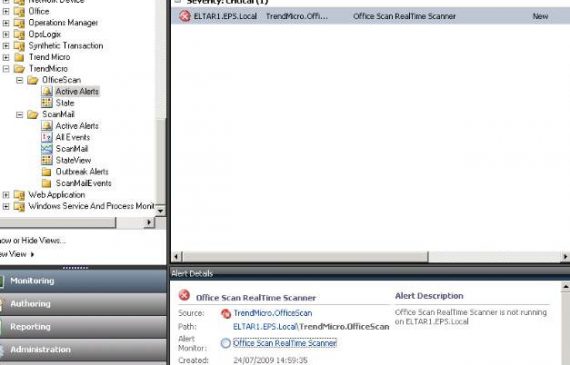 Network Device
Office
Operations Manager
OpsLogix
Synthetic Transaction
Trend Micro
TrendMicro
OfficeScan
Active Alerts
State
ScanMail
Active Alerts
All Events
ScanMail
StateView
Outbreak Alerts
ScanMailEvents
Web Application
Windows Service And Process Monit
ow or Hide Views...
ew View
Monitoring
Authoring
Reporting
Administration
Severity: Critical (1)
ELTAR1.EPS.Local TrendMicro.Offi... Office Scan RealTime Scanner New
Alert Details
Office Scan RealTime Scanner
Source: TrendMicro.OfficeScan
Path: ELTAR1.EPS.Local\TrendMicro.OfficeScan
Alert Monitor: Office Scan RealTime Scanner
Created: 24/07/2009 14:59:35
Alert Description
Office Scan RealTime Scanner is not running
on ELTAR1.EPS.Local